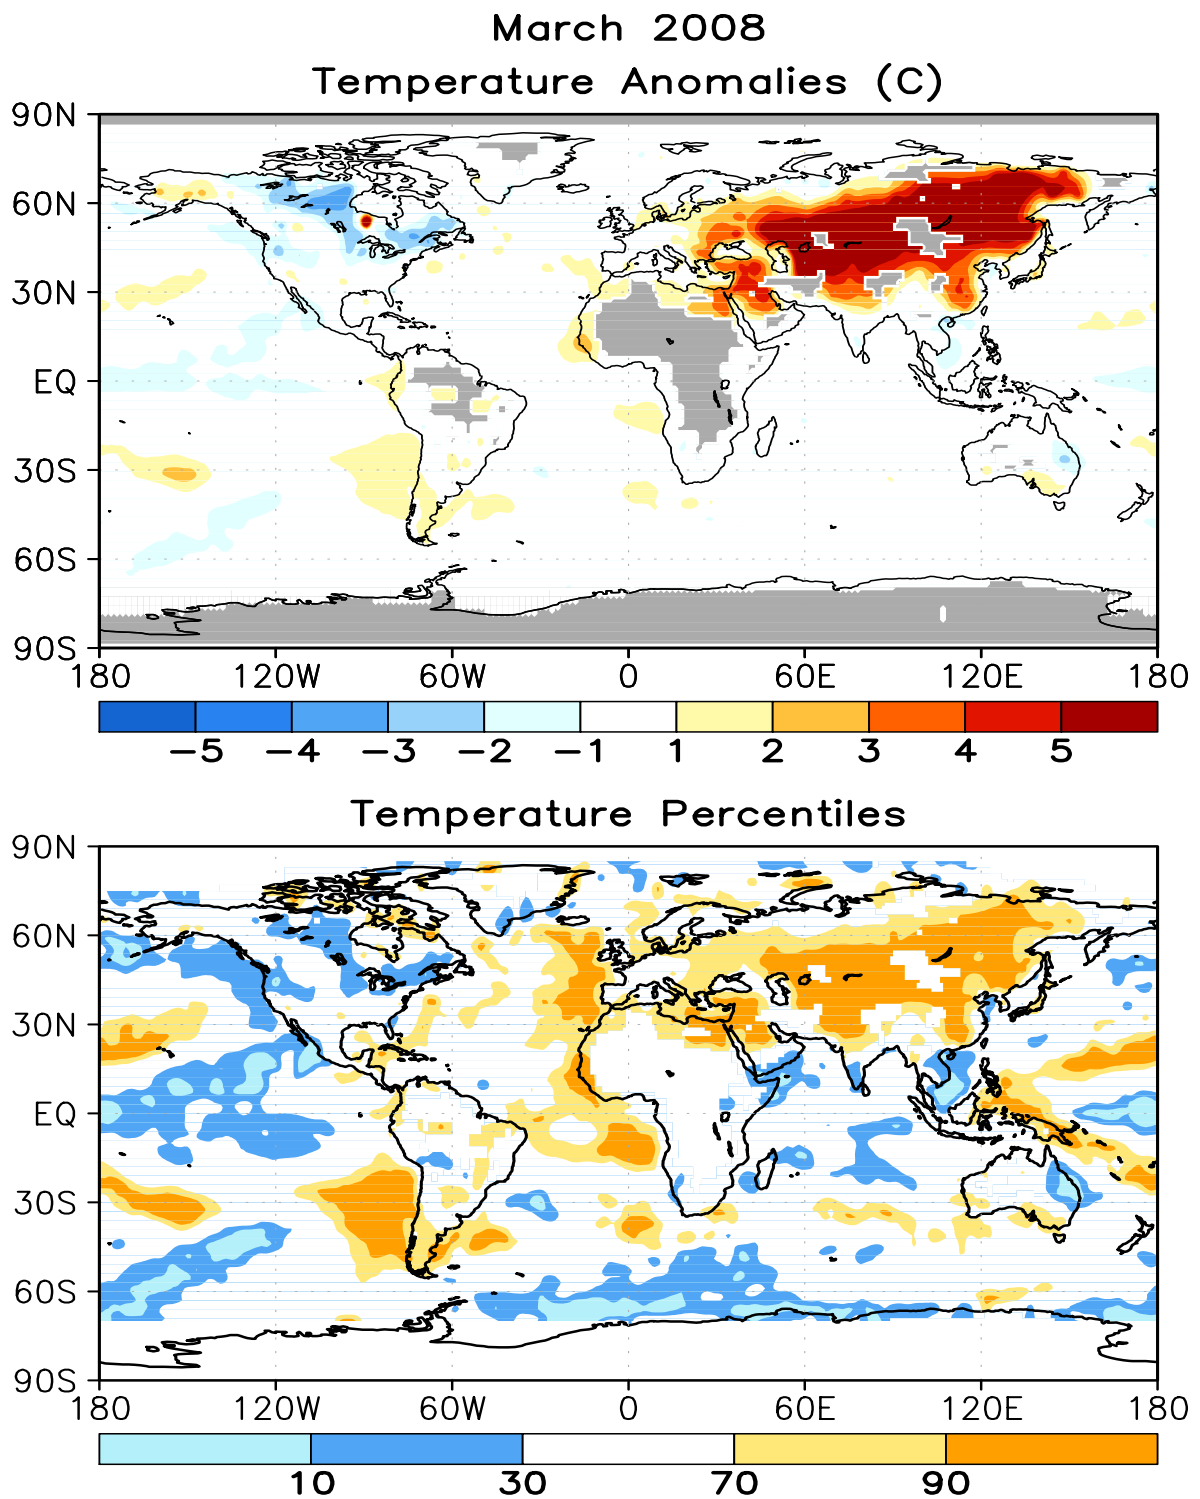 March 2008
Temperature Anomalies (C)
90N
60N
30N
EQ
30S
60S
90S
180 120W 60W 0 60E 120E 180
-5 -4 -3 -2 -1 1 2 3 4 5
Temperature Percentiles
90N
60N
30N
EQ
30S
60S
90S
180 120W 60W 0 60E 120E 180
10 30 70 90